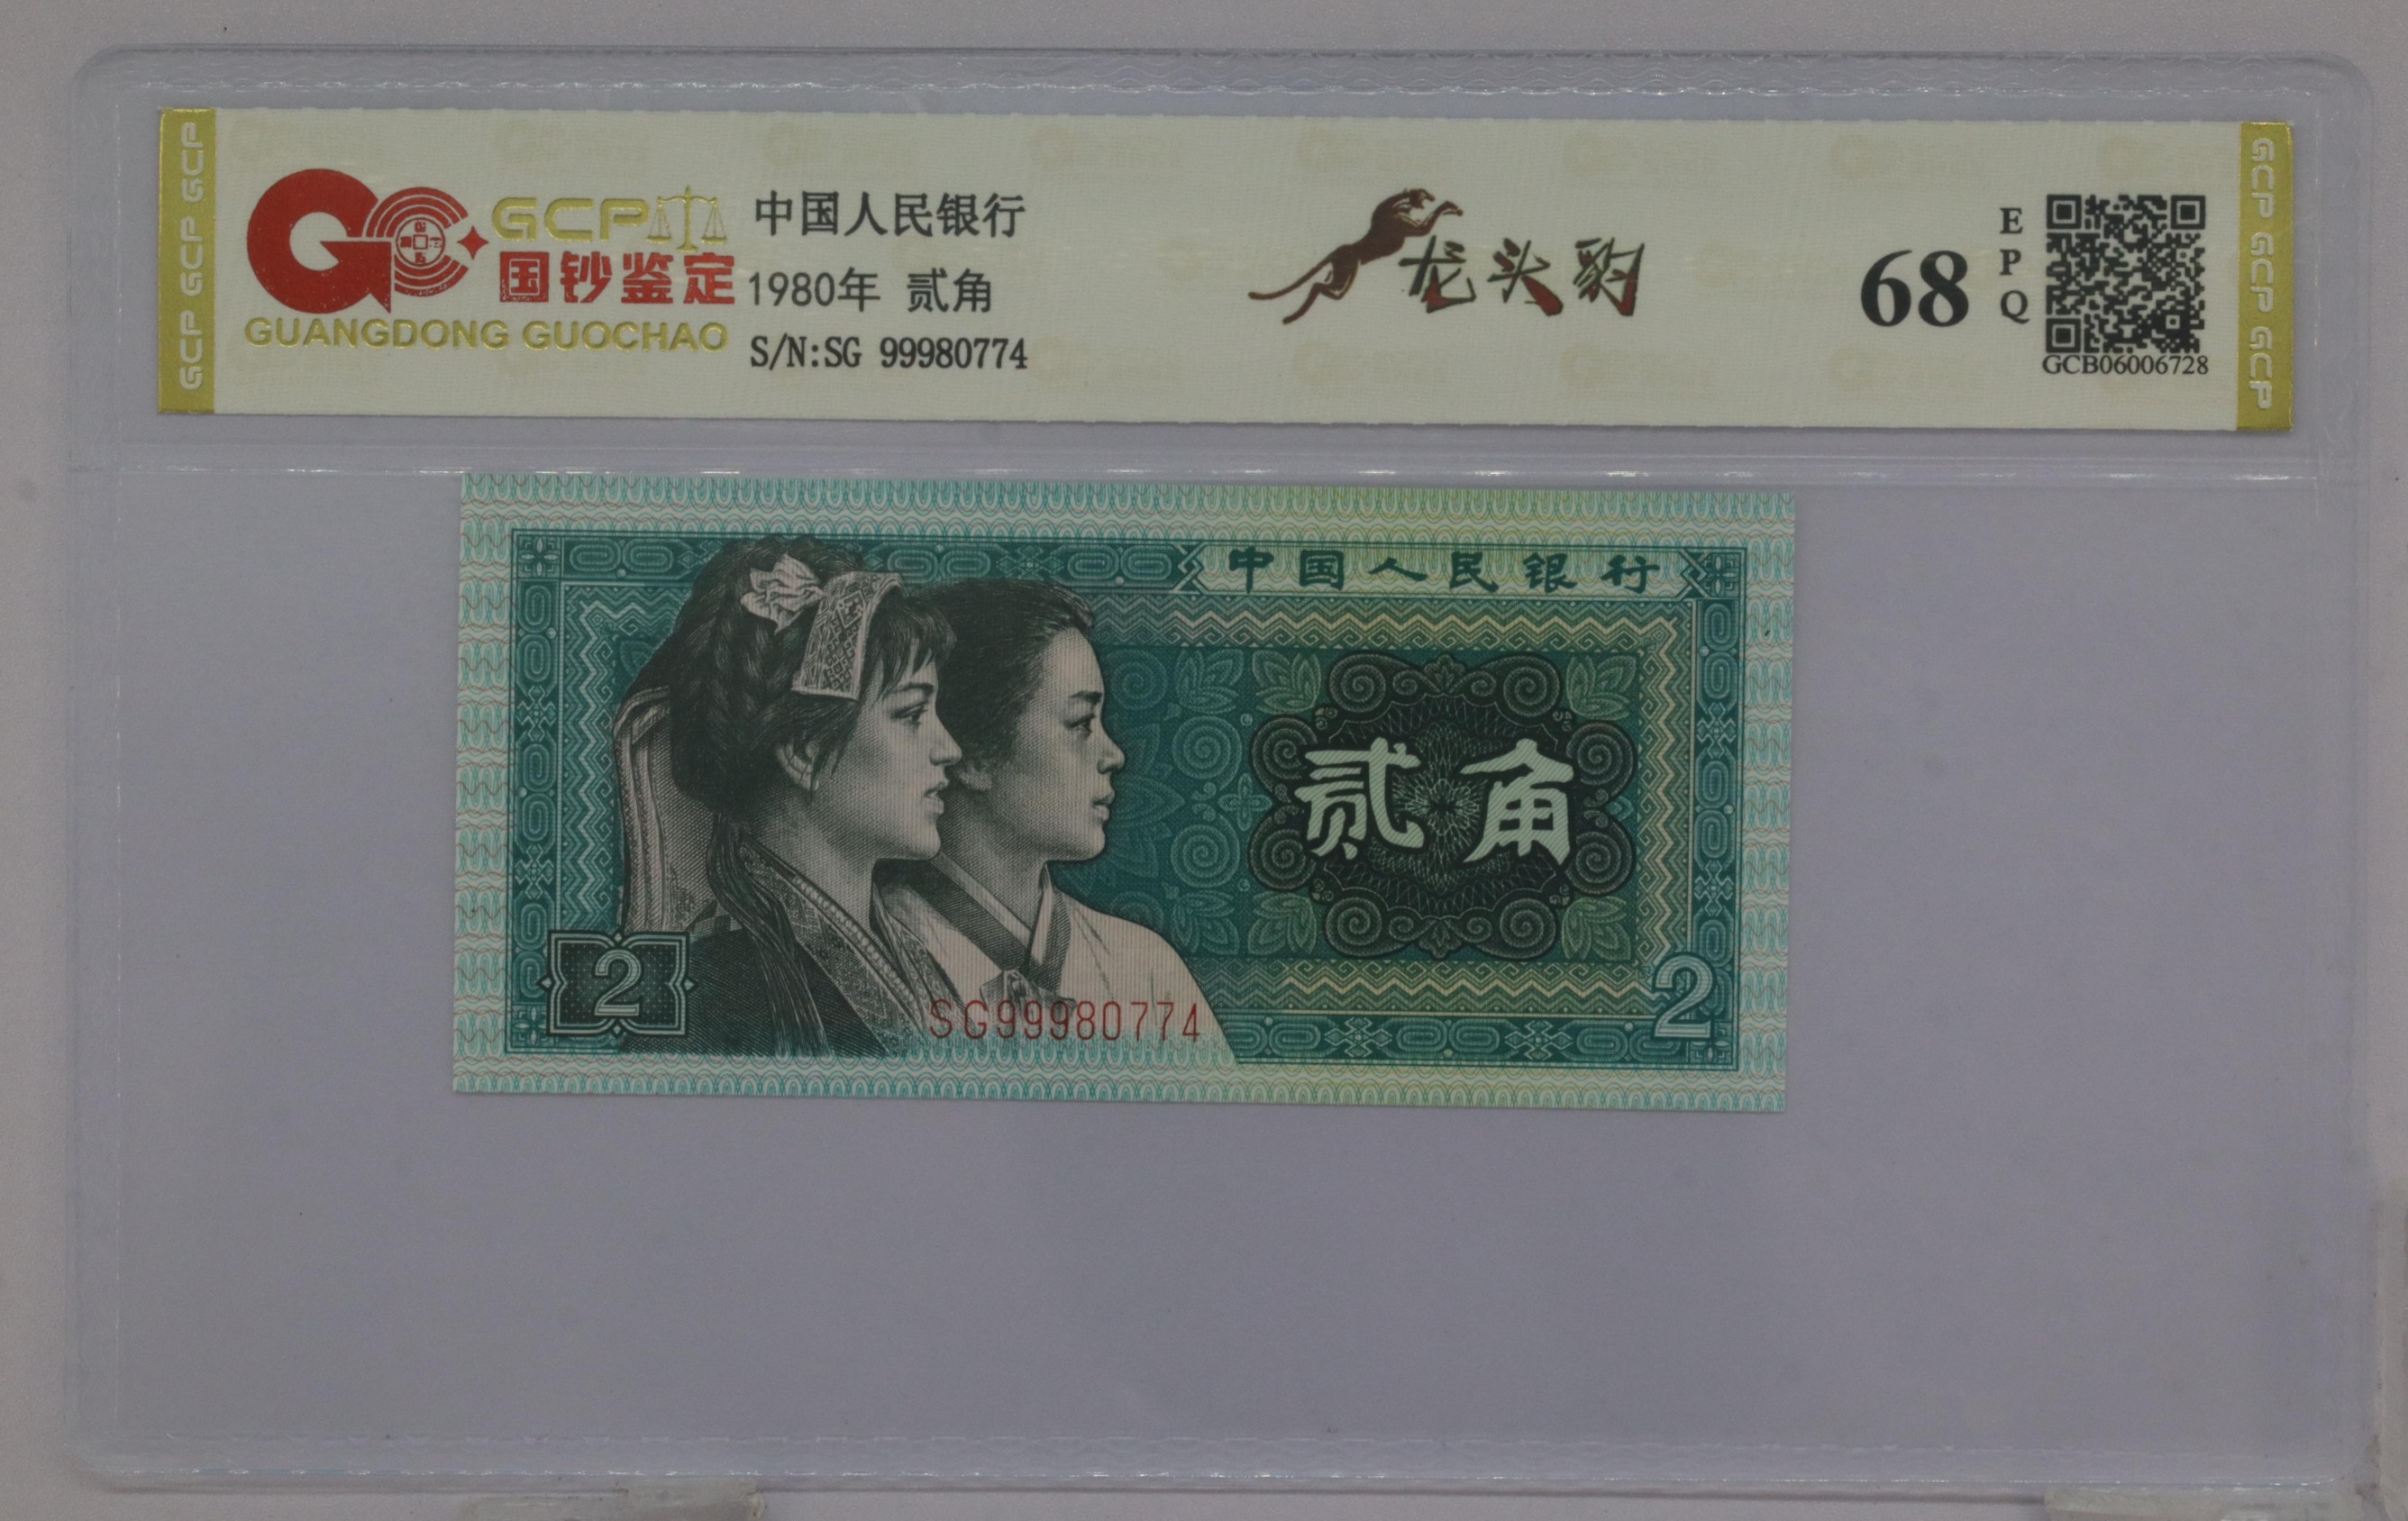 GCP GCP GCP
GCP
国钞鉴定
GUANGDONG GUOCHAO
中国人民银行
1980年 贰角
S/N:SG 99980774
龙头豹
68
EPQ
GCB06006728
GCP GCP GCP
中国人民银行
贰角
2
SG99980774
2